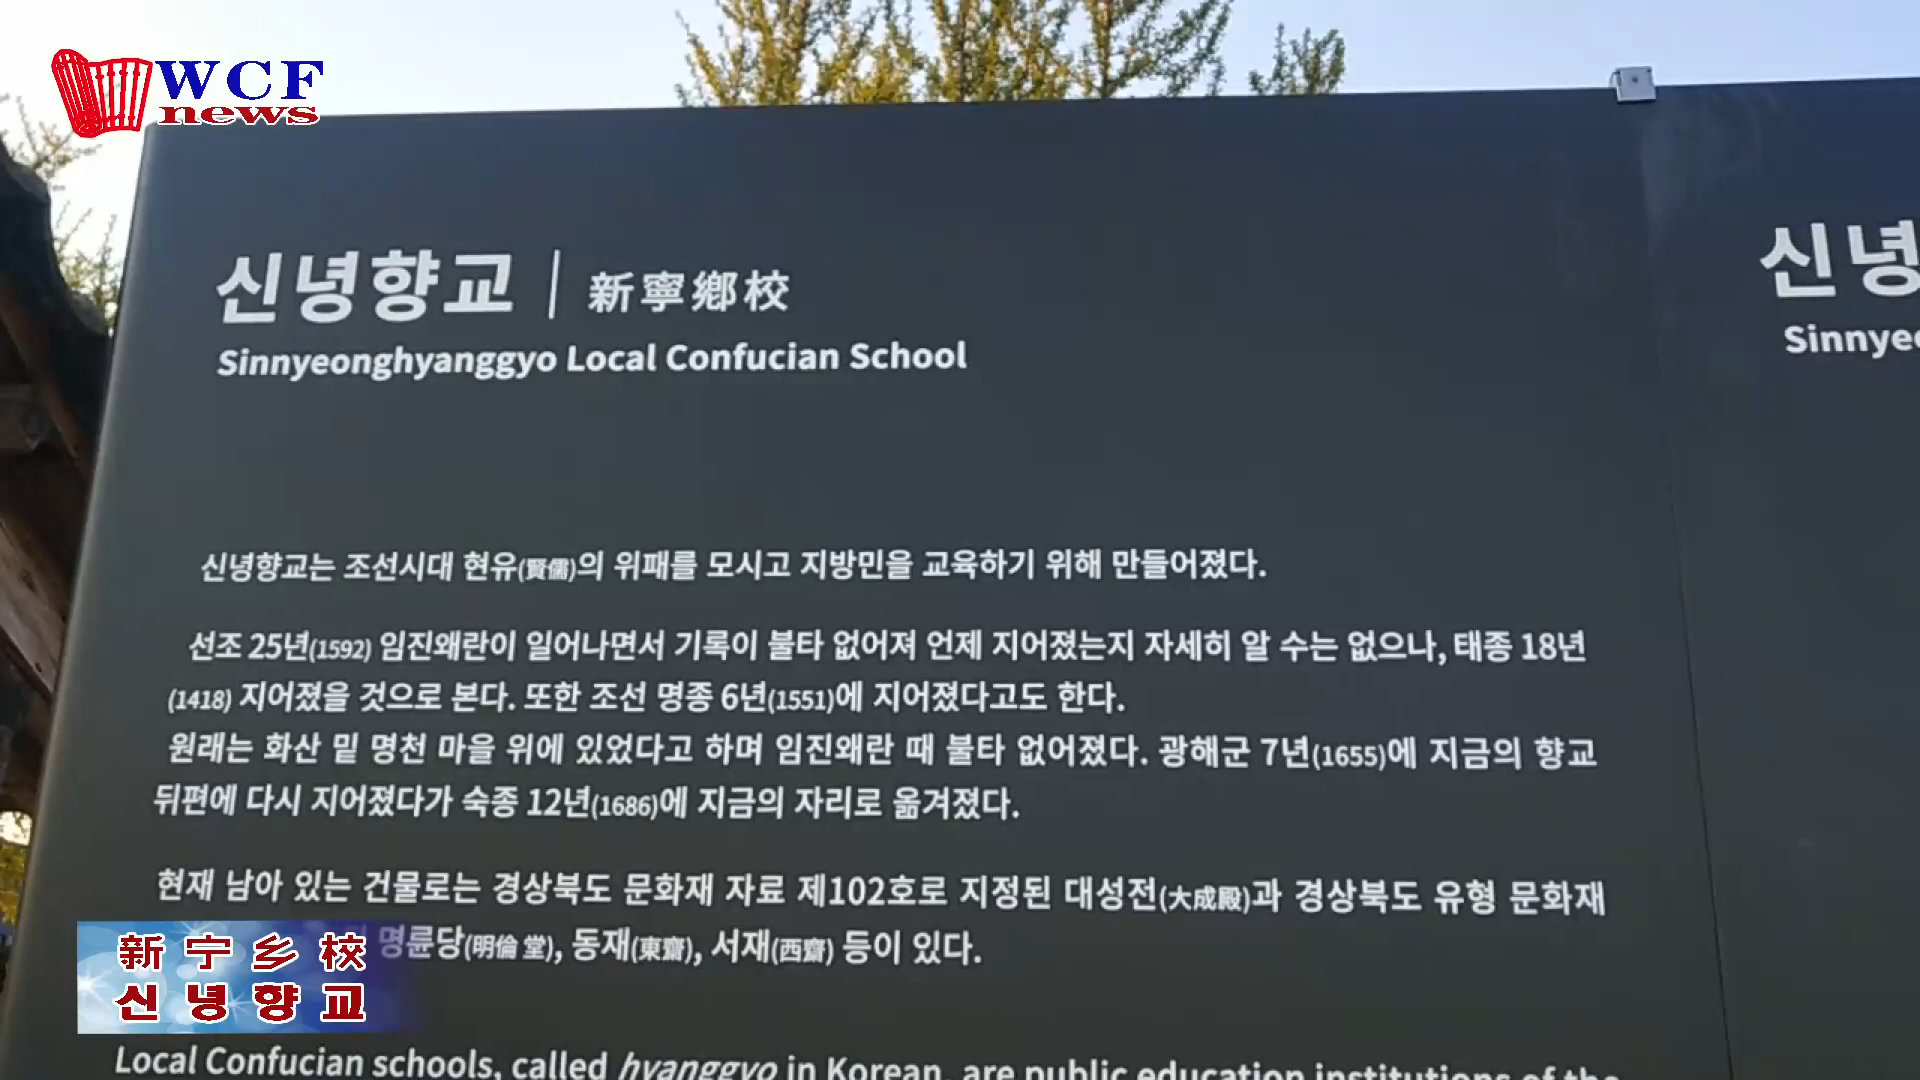 WCF
news
신녕향교 | 新寧鄕校
Sinnyeonghyanggyo Local Confucian School
신녕
Sinnye
신녕향교는 조선시대 현유(賢儒)의 위패를 모시고 지방민을 교육하기 위해 만들어졌다.
선조 25년(1592) 임진왜란이 일어나면서 기록이 불타 없어져 언제 지어졌는지 자세히 알 수는 없으나, 태종 18년
(1418) 지어졌을 것으로 본다. 또한 조선 명종 6년(1551)에 지어졌다고도 한다.
원래는 화산 밑 명천 마을 위에 있었다고 하며 임진왜란 때 불타 없어졌다. 광해군 7년(1655)에 지금의 향교
뒤편에 다시 지어졌다가 숙종 12년(1686)에 지금의 자리로 옮겨졌다.
현재 남아 있는 건물로는 경상북도 문화재 자료 제102호로 지정된 대성전(大成殿)과 경상북도 유형 문화재
명륜당(明倫 堂), 동재(東齋), 서재(西齋) 등이 있다.
新宁乡校
신녕향교
Local Confucian schools, called hyanggyo in Korean, are public education institutions of the